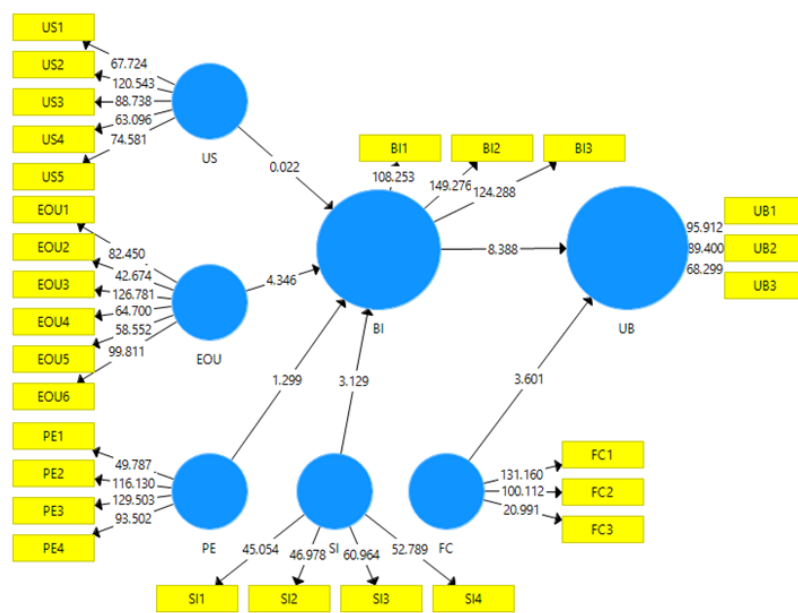 US1
US2
US3
US4
US5
67.724
120.543
88.738
63.096
74.581
US
0.022
EOU1
EOU2
EOU3
EOU4
EOU5
EOU6
82.450
42.674
126.781
64.700
58.552
99.811
EOU
4.346
BI1
BI2
BI3
108.253
149.276
124.288
BI
8.388
UB1
UB2
UB3
95.912
89.400
68.299
UB
PE1
PE2
PE3
PE4
49.787
116.130
129.503
93.502
PE
1.299
3.129
3.601
SI
45.054
46.978
60.964
52.789
SI1
SI2
SI3
SI4
FC
131.160
100.112
20.991
FC1
FC2
FC3